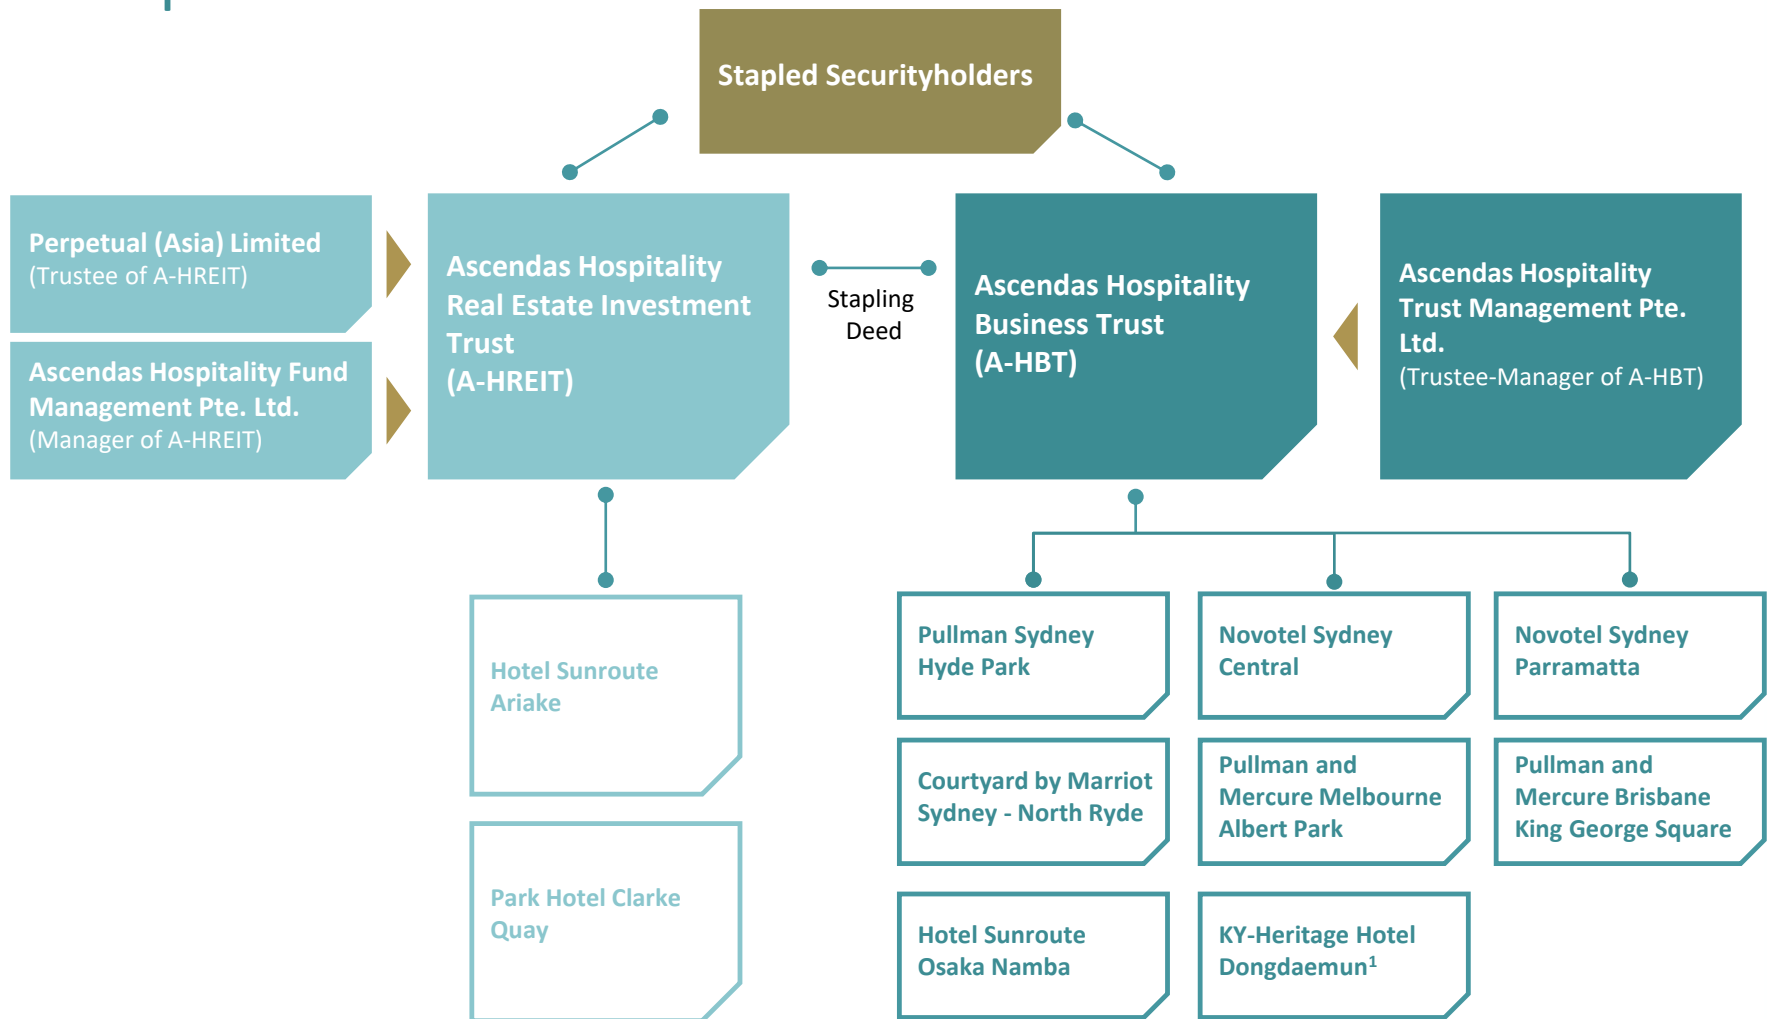 Stapled Securityholders
Perpetual (Asia) Limited
(Trustee of A-HREIT)
Ascendas Hospitality Fund
Management Pte. Ltd.
(Manager of A-HREIT)
Ascendas Hospitality
Real Estate Investment
Trust
(A-HREIT)
Stapling
Deed
Ascendas Hospitality
Business Trust
(A-HBT)
Ascendas Hospitality
Trust Management Pte.
Ltd.
(Trustee-Manager of A-HBT)
Hotel Sunroute
Ariake
Park Hotel Clarke
Quay
Pullman Sydney
Hyde Park
Novotel Sydney
Central
Novotel Sydney
Parramatta
Courtyard by Marriot
Sydney - North Ryde
Pullman and
Mercure Melbourne
Albert Park
Pullman and
Mercure Brisbane
King George Square
Hotel Sunroute
Osaka Namba
KY-Heritage Hotel
Dongdaemun¹